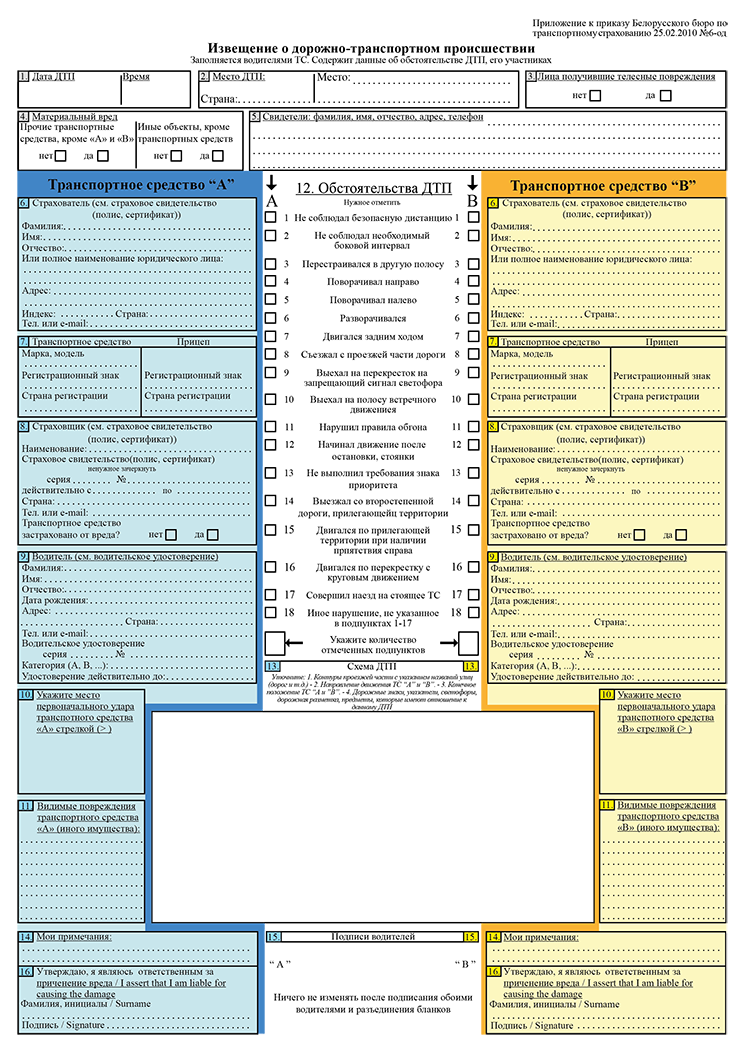 Приложение к приказу Белорусского бюро по
транспортномустрахованию 25.02.2010 №6-од
Извещение о дорожно-транспортном происшествии
Заполняется водителями ТС. Содержит данные об обстоятельстве ДТП, его участниках
1. Дата ДТП Время
2. Место ДТП: Место:
Страна:
3. Лица получившие телесные повреждения
нет да
4. Материальный вред
Прочие транспортные средства, кроме «А» и «В»
нет да
Иные объекты, кроме транспортных средств
нет да
5. Свидетели: фамилия, имя, отчество, адрес, телефон
Транспортное средство “А”
6. Страхователь (см. страховое свидетельство
(полис, сертификат))
Фамилия:
Имя:
Отчество:
Или полное наименование юридического лица:
Адрес:
Индекс: Страна:
Тел. или e-mail:
7. Транспортное средство Прицеп
Марка, модель
Регистрационный знак Регистрационный знак
Страна регистрации Страна регистрации
8. Страховщик (см. страховое свидетельство
(полис, сертификат))
Наименование:
Страховое свидетельство(полис, сертификат)
ненужное зачеркнуть
серия №
действительно с по
Страна:
Тел. или e-mail:
Транспортное средство
застраховано от вреда? нет да
9. Водитель (см. водительское удостоверение)
Фамилия:
Имя:
Отчество:
Дата рождения:
Адрес:
Страна:
Тел. или e-mail:
Водительское удостоверение
серия №
Категория (А, В, ...):
Удостоверение действительно до:
10. Укажите место
первоначального удара
транспотного средства
«А» стрелкой (> )
11. Видимые повреждения
транспортного средства
«А» (иного имущества):
12. Обстоятельства ДТП
А Нужное отметить В
1 Не соблюдал безопасную дистанцию 1
2 Не соблюдал необходимый 2
боковой интервал
3 Перестраивался в другую полосу 3
4 Поворачивал направо 4
5 Поворачивал налево 5
6 Разворачивался 6
7 Двигался задним ходом 7
8 Съезжал с проезжей части дороги 8
9 Выехал на перекресток на 9
запрещающий сигнал светофора
10 Выехал на полосу встречного 10
движениея
11 Нарушил правила обгона 11
12 Начинал движение после 12
остановки, стоянки
13 Не выполнил требования знака 13
приоритета
14 Выезжал со второстепенной 14
дороги, прилегающейц территории
15 Двигался по прилегающей 15
территории при наличии
прпятствия справа
16 Двигался по перекрестку с 16
круговым движением
17 Совершил наезд на стоящее ТС 17
18 Иное нарушение, не указанное 18
в подпунктах 1-17
Укажите количество
отмеченных подпунктов
13. Схема ДТП 13.
Уточните: 1. Контуры проезжей части с указанием названий улиц
(дорог и т.д.) - 2. Направление движения ТС “А” и “В”. - 3. Конечное
положение ТС “А и “В”. - 4. Дорожные знаки, указатели, светофоры,
дорожная разметка, предметы, которые имеют отношение к
данному ДТП
Транспортное средство “В”
6. Страхователь (см. страховое свидетельство
(полис, сертификат))
Фамилия:
Имя:
Отчество:
Или полное наименование юридического лица:
Адрес:
Индекс: Страна:
Тел. или e-mail:
7. Транспортное средство Прицеп
Марка, модель
Регистрационный знак Регистрационный знак
Страна регистрации Страна регистрации
8. Страховщик (см. страховое свидетельство
(полис, сертификат))
Наименование:
Страховое свидетельство(полис, сертификат)
ненужное зачеркнуть
серия №
действительно с по
Страна:
Тел. или e-mail:
Транспортное средство
застраховано от вреда? нет да
9. Водитель (см. водительское удостоверение)
Фамилия:
Имя:
Отчество:
Дата рождения:
Адрес:
Страна:
Тел. или e-mail:
Водительское удостоверение
серия №
Категория (А, В, ...):
Удостоверение действительно до:
10. Укажите место
первоначального удара
транспотного средства
«В» стрелкой (> )
11. Видимые повреждения
транспортного средства
«В» (иного имущества):
14. Мои примечания:
16. Утверждаю, я являюсь ответственным за
приченение вреда / I assert that I am liable for
causing the damage
Фамилия, инициалы / Surname
Подпись / Signature
15. Подписи водителей 15.
“ А ” “ В ”
Ничего не изменять после подписания обоими
водителями и разъединения бланков
14. Мои примечания:
16. Утверждаю, я являюсь ответственным за
приченение вреда / I assert that I am liable for
causing the damage
Фамилия, инициалы / Surname
Подпись / Signature